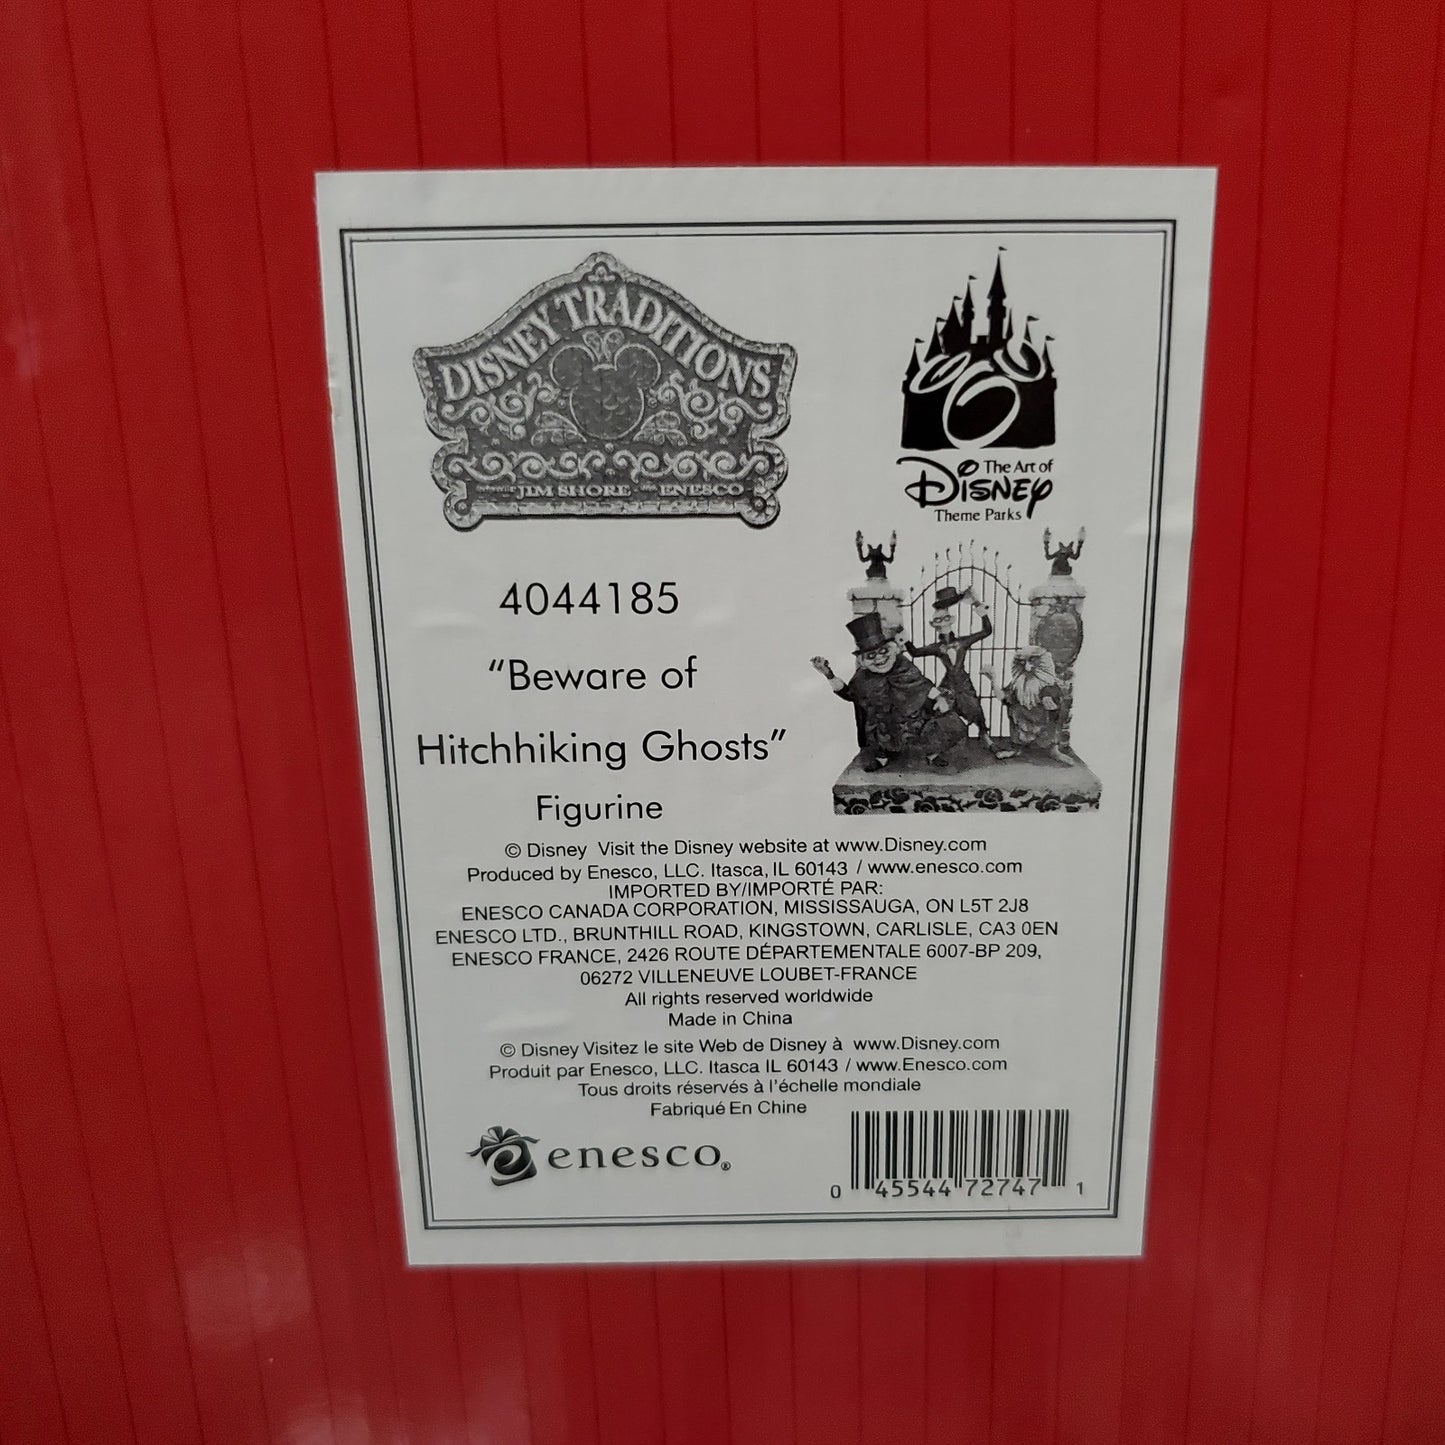 DISNEY TRADITIONS
JIM SHORE ENESCO
The Art of
Disney
Theme Parks
4044185
“Beware of
Hitchhiking Ghosts”
Figurine
© Disney Visit the Disney website at www.Disney.com
Produced by Enesco, LLC. Itasca, IL 60143 / www.enesco.com
IMPORTED BY/IMPORTÉ PAR:
ENESCO CANADA CORPORATION, MISSISSAUGA, ON L5T 2J8
ENESCO LTD., BRUNTHILL ROAD, KINGSTOWN, CARLISLE, CA3 0EN
ENESCO FRANCE, 2426 ROUTE DÉPARTEMENTALE 6007-BP 209,
06272 VILLENEUVE LOUBET-FRANCE
All rights reserved worldwide
Made in China
© Disney Visitez le site Web de Disney à www.Disney.com
Produit par Enesco, LLC. Itasca IL 60143 / www.Enesco.com
Tous droits réservés à l’échelle mondiale
Fabriqué En Chine
enesco®
0 45544 72747 1